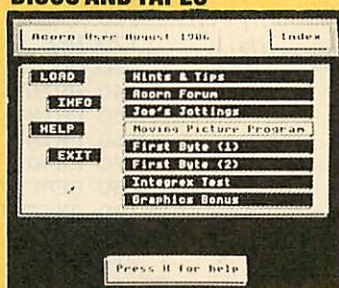 DISCS AND TAPES
Acorn User August 1986 Index
LOAD
INFO
HELP
EXIT
Hints & Tips
Acorn Forum
Joe's Jottings
Moving Picture Program
First Byte (1)
First Byte (2)
Integrex Test
Graphics Bonus
Press H for help